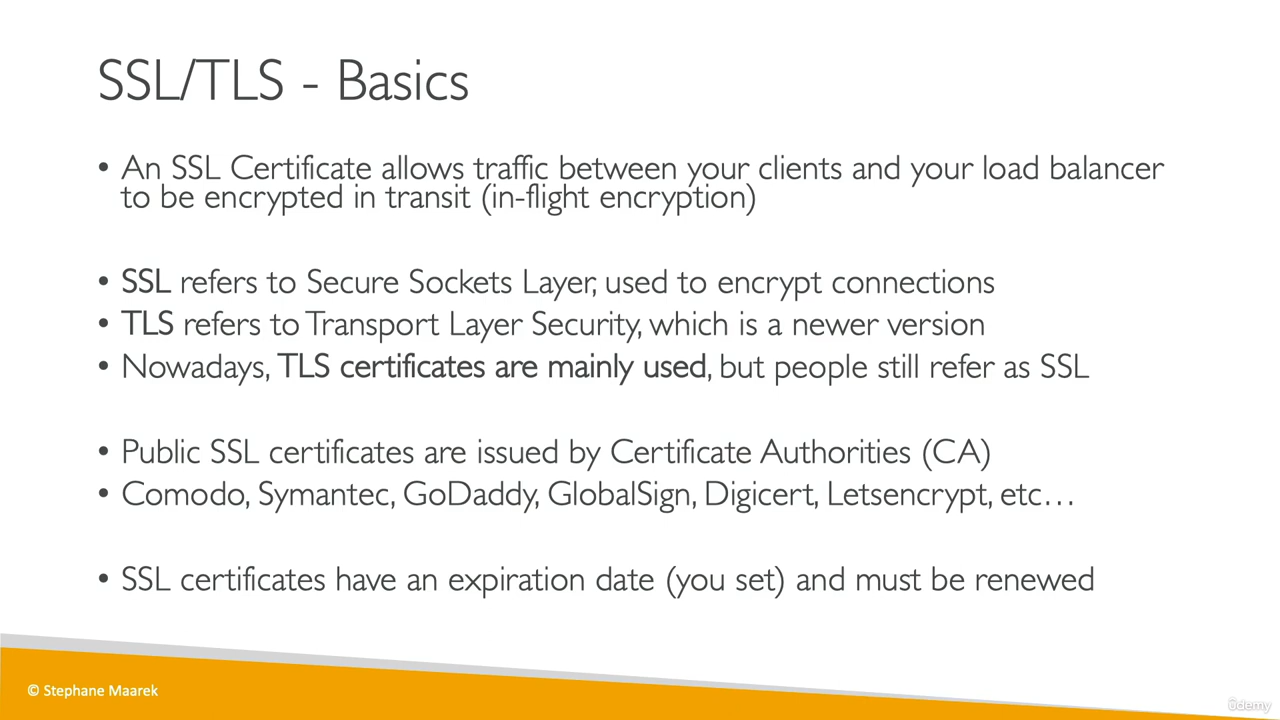 SSL/TLS - Basics
• An SSL Certificate allows traffic between your clients and your load balancer
to be encrypted in transit (in-flight encryption)
• SSL refers to Secure Sockets Layer, used to encrypt connections
• TLS refers to Transport Layer Security, which is a newer version
• Nowadays, TLS certificates are mainly used, but people still refer as SSL
• Public SSL certificates are issued by Certificate Authorities (CA)
• Comodo, Symantec, GoDaddy, GlobalSign, Digicert, Letsencrypt, etc…
• SSL certificates have an expiration date (you set) and must be renewed
© Stephane Maarek
ûdemy